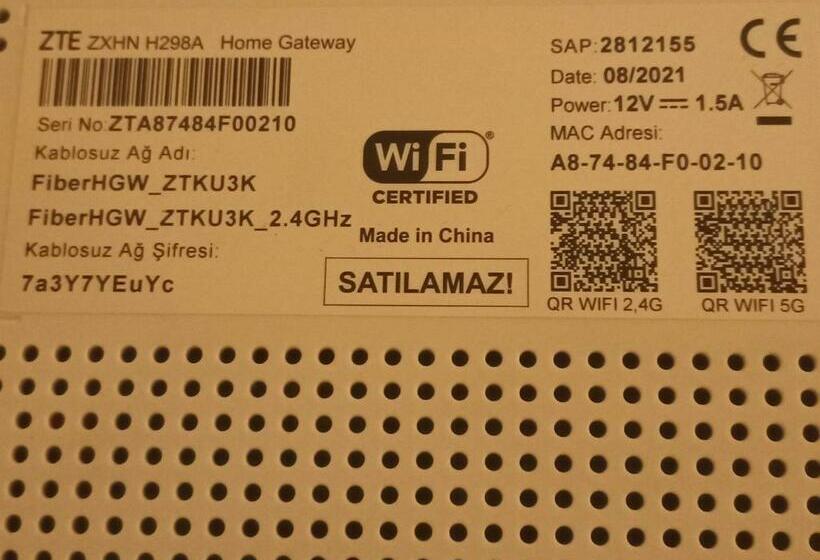 ZTE ZXHN H298A Home Gateway
Seri No:ZTA87484F00210
Kablosuz Ağ Adı:
FiberHGW_ZTKU3K
FiberHGW_ZTKU3K_2.4GHz
Kablosuz Ağ Şifresi:
7a3Y7YEuYc
WiFi®
CERTIFIED
Made in China
SATILAMAZ!
SAP:2812155
CE
Date: 08/2021
Power:12V⎓1.5A
MAC Adresi:
A8-74-84-F0-02-10
QR WIFI 2,4G
QR WIFI 5G